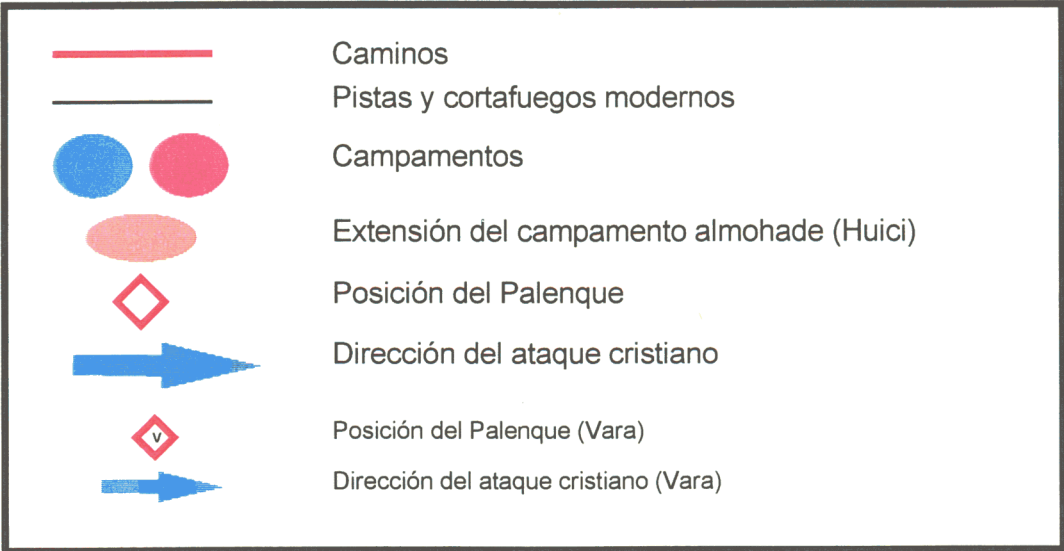 Caminos
Pistas y cortafuegos modernos
Campamentos
Extensión del campamento almohade (Huici)
Posición del Palenque
Dirección del ataque cristiano
V Posición del Palenque (Vara)
Dirección del ataque cristiano (Vara)